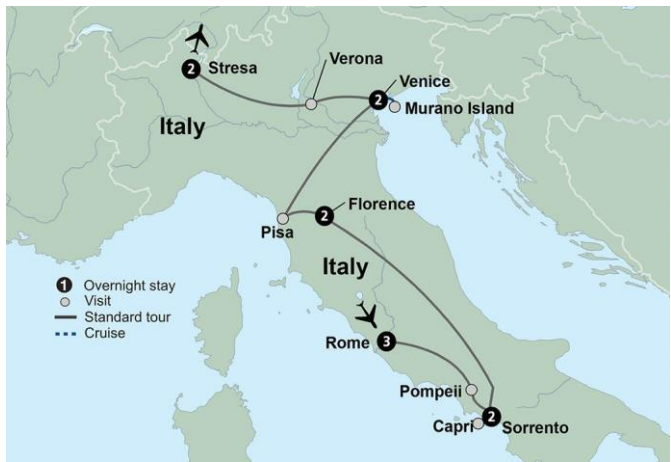 2 Stresa
Verona
2 Venice
Murano Island
Italy
2 Florence
Pisa
Italy
1 Overnight stay
Visit
Standard tour
Cruise
Rome 3
Pompeii
Capri
2 Sorrento